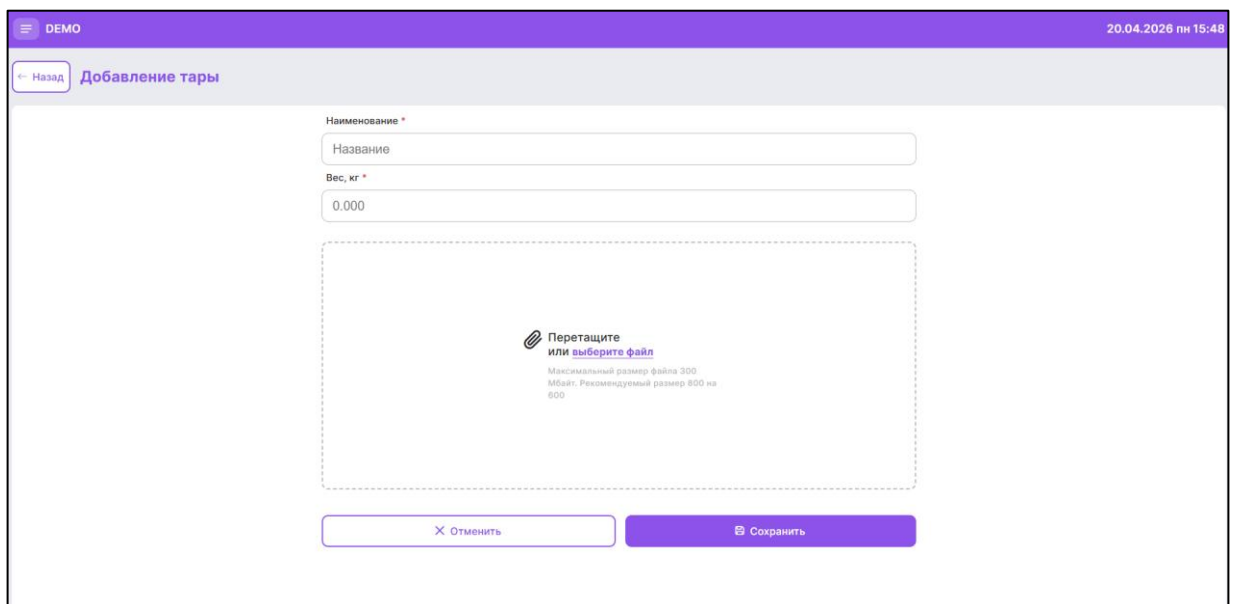 DEMO
20.04.2026 пн 15:48
← Назад
Добавление тары
Наименование *
Название
Вес, кг *
0.000
Перетащите
или выберите файл
Максимальный размер файла 300
Мбайт. Рекомендуемый размер 800 на
600
Отменить
Сохранить